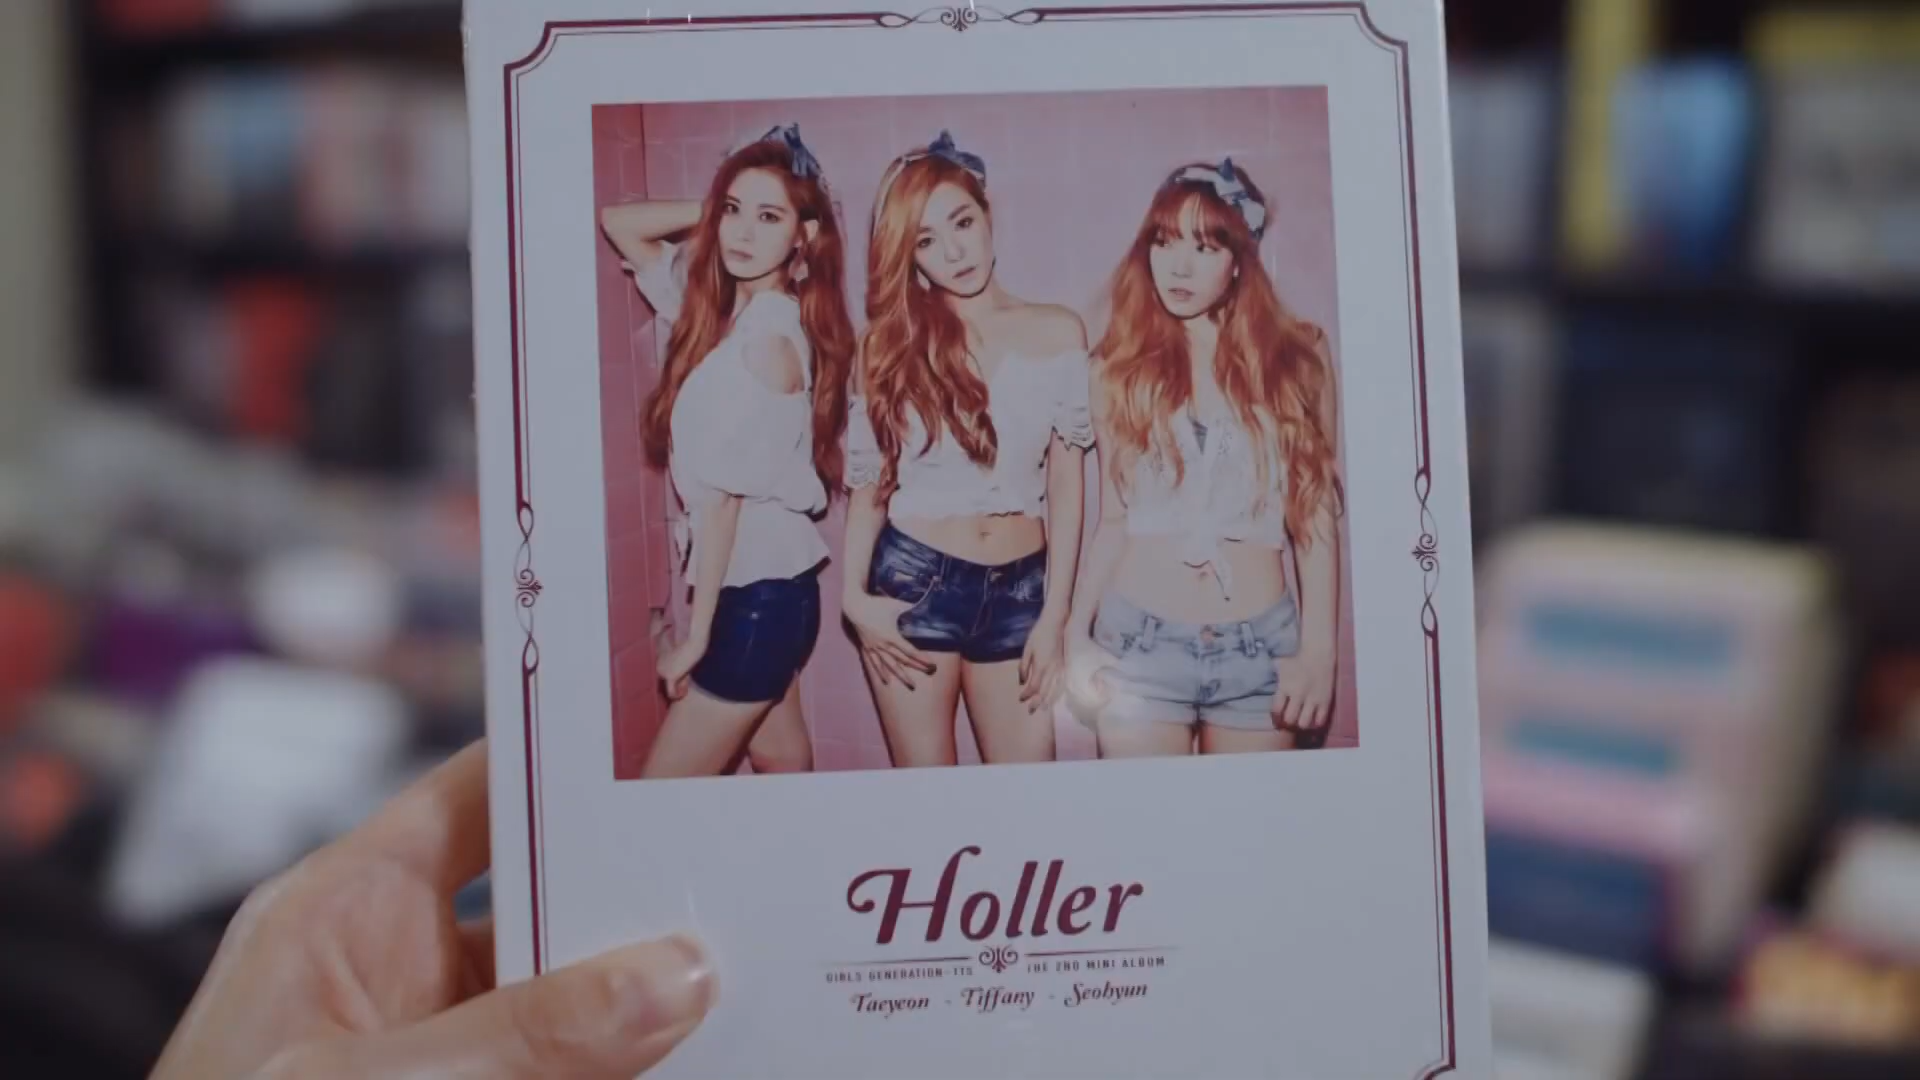 Holler
GIRLS' GENERATION-TTS THE 2ND MINI ALBUM
Taeyeon - Tiffany - Seohyun